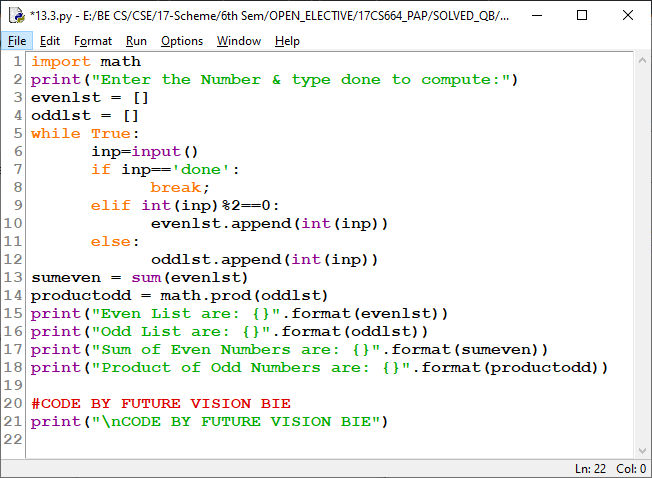 *13.3.py - E:/BE CS/CSE/17-Scheme/6th Sem/OPEN_ELECTIVE/17CS664_PAP/SOLVED_QB/...
File Edit Format Run Options Window Help
1 import math
2 print("Enter the Number & type done to compute:")
3 evenlst = []
4 oddlst = []
5 while True:
6 inp=input()
7 if inp=='done':
8 break;
9 elif int(inp)%2==0:
10 evenlst.append(int(inp))
11 else:
12 oddlst.append(int(inp))
13 sumeven = sum(evenlst)
14 productodd = math.prod(oddlst)
15 print("Even List are: {}".format(evenlst))
16 print("Odd List are: {}".format(oddlst))
17 print("Sum of Even Numbers are: {}".format(sumeven))
18 print("Product of Odd Numbers are: {}".format(productodd))
19
20 #CODE BY FUTURE VISION BIE
21 print("\nCODE BY FUTURE VISION BIE")
22
Ln: 22 Col: 0